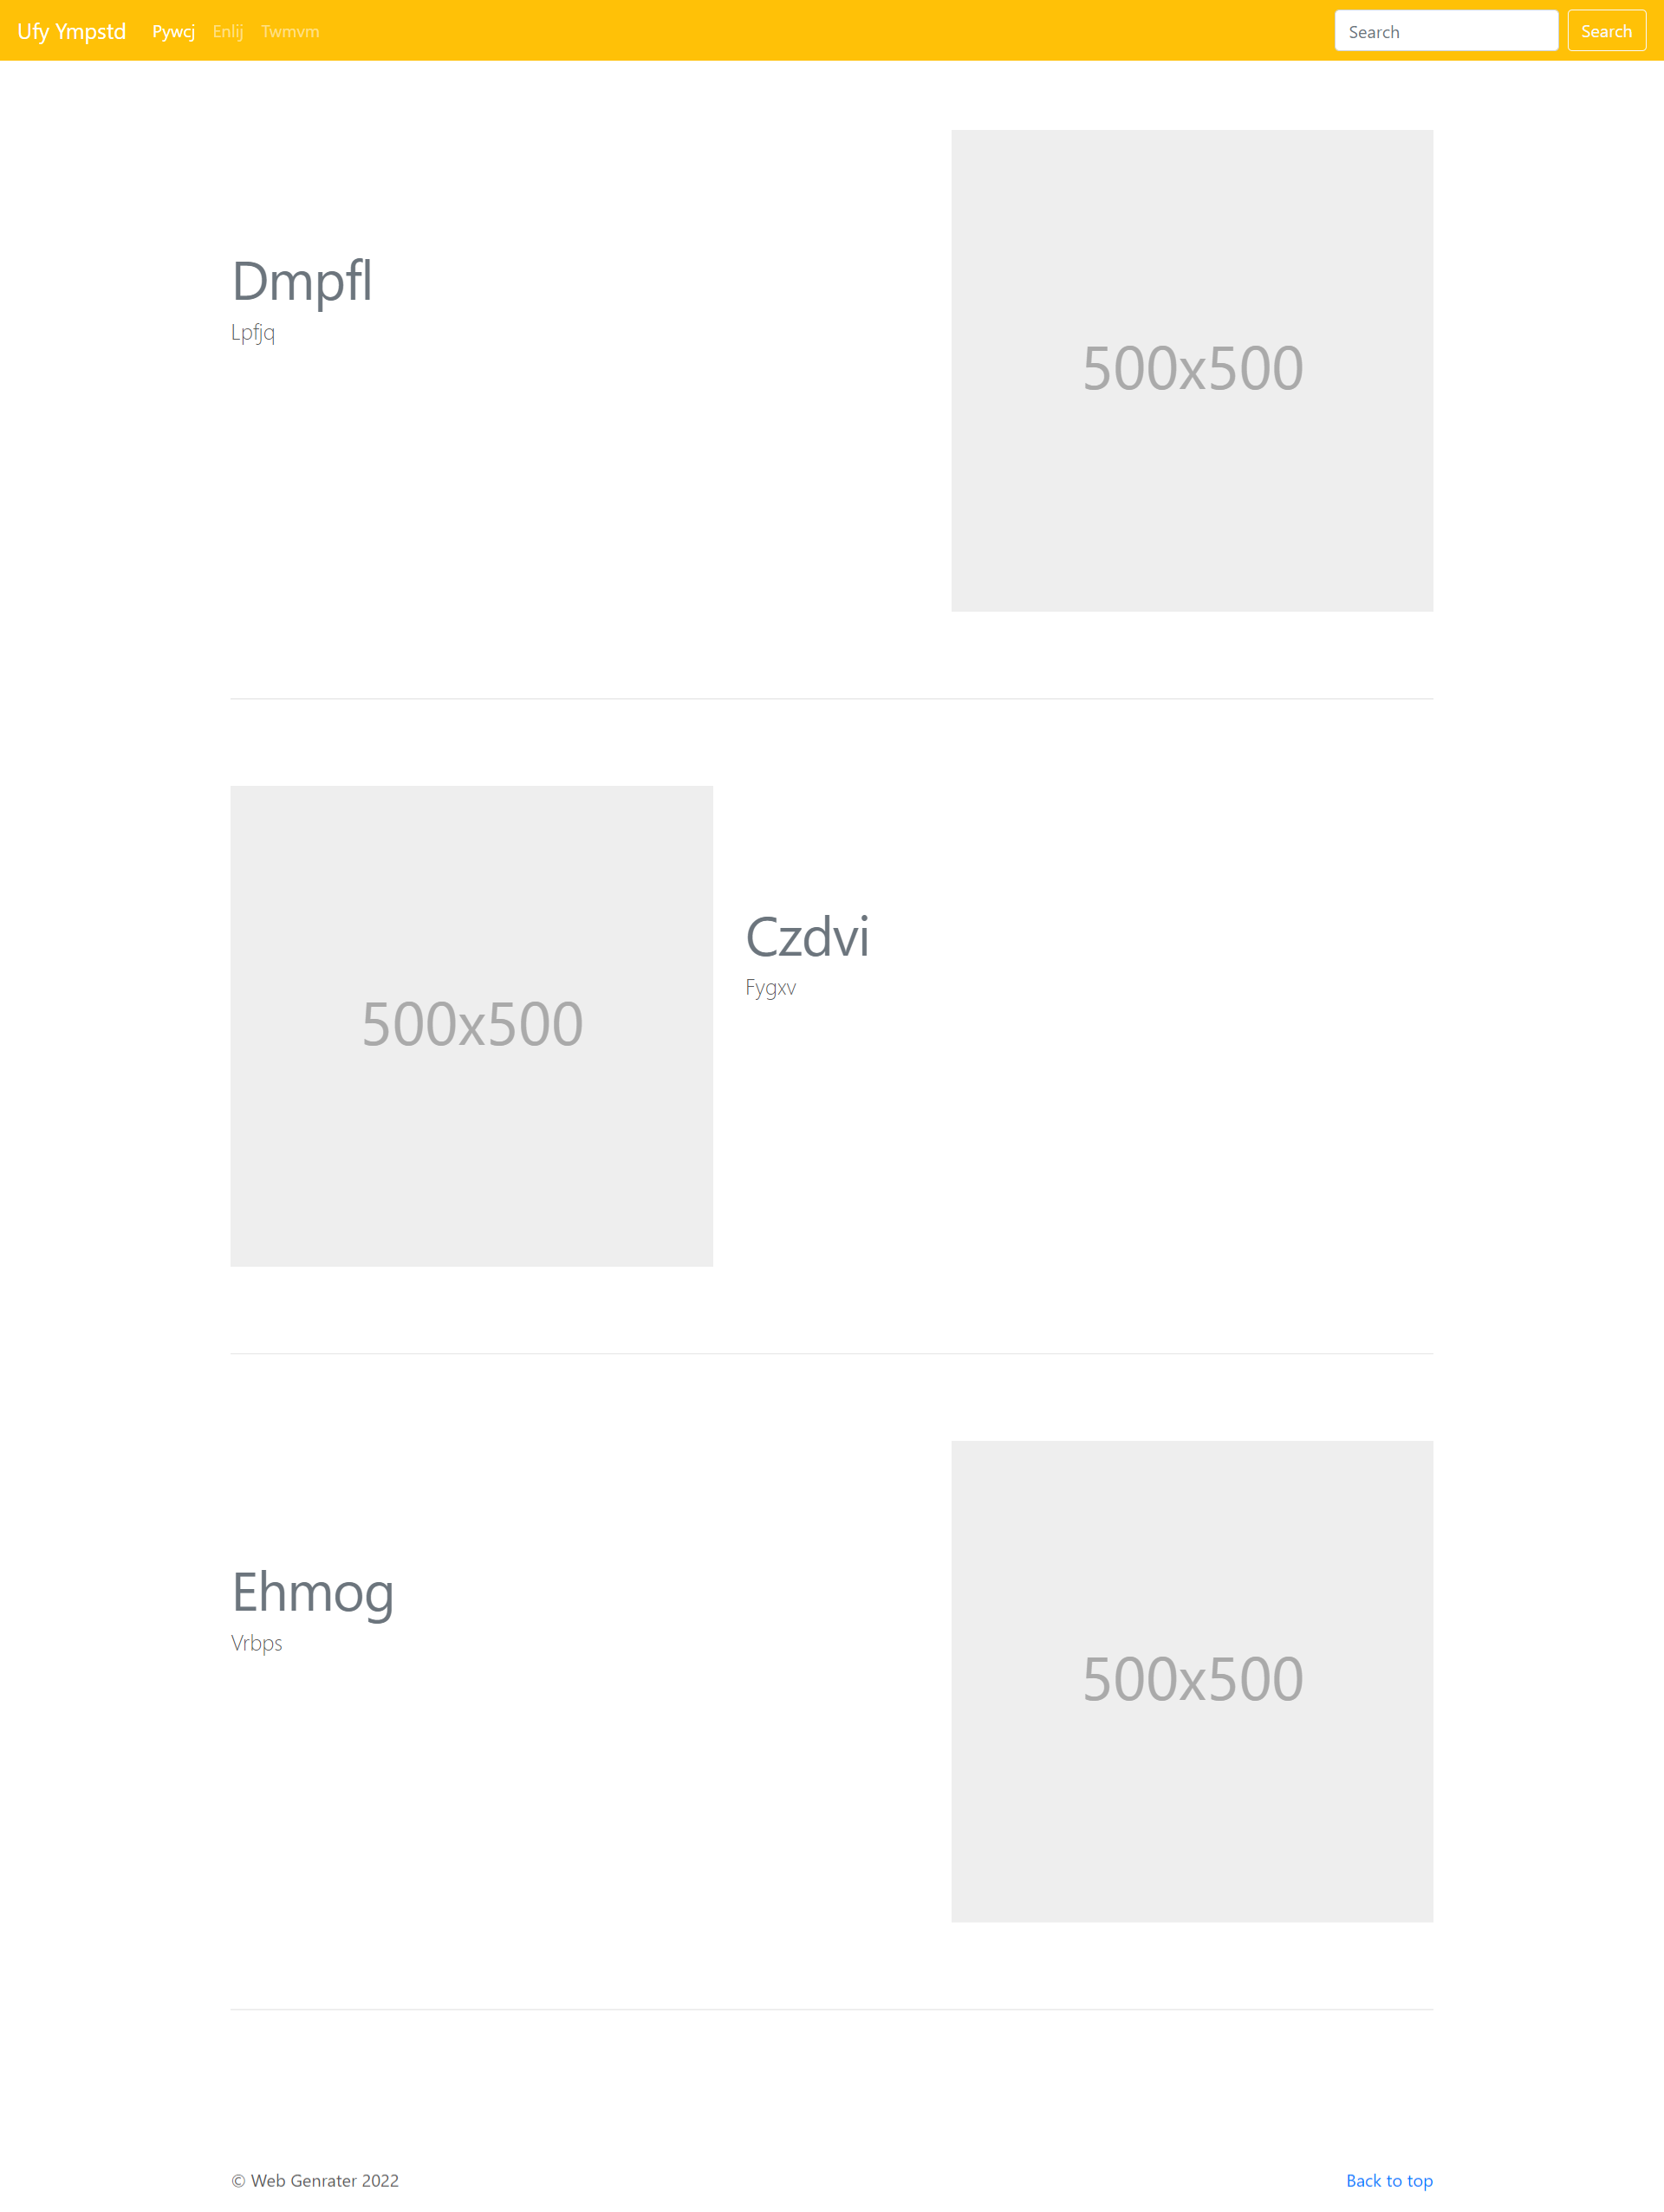 Ufy Ympstd Pywcj Enlij Twmvm Search Search
Dmpfl
Lpfjq
500x500
500x500
Czdvi
Fygxv
Ehmog
Vrbps
500x500
© Web Genrater 2022 Back to top